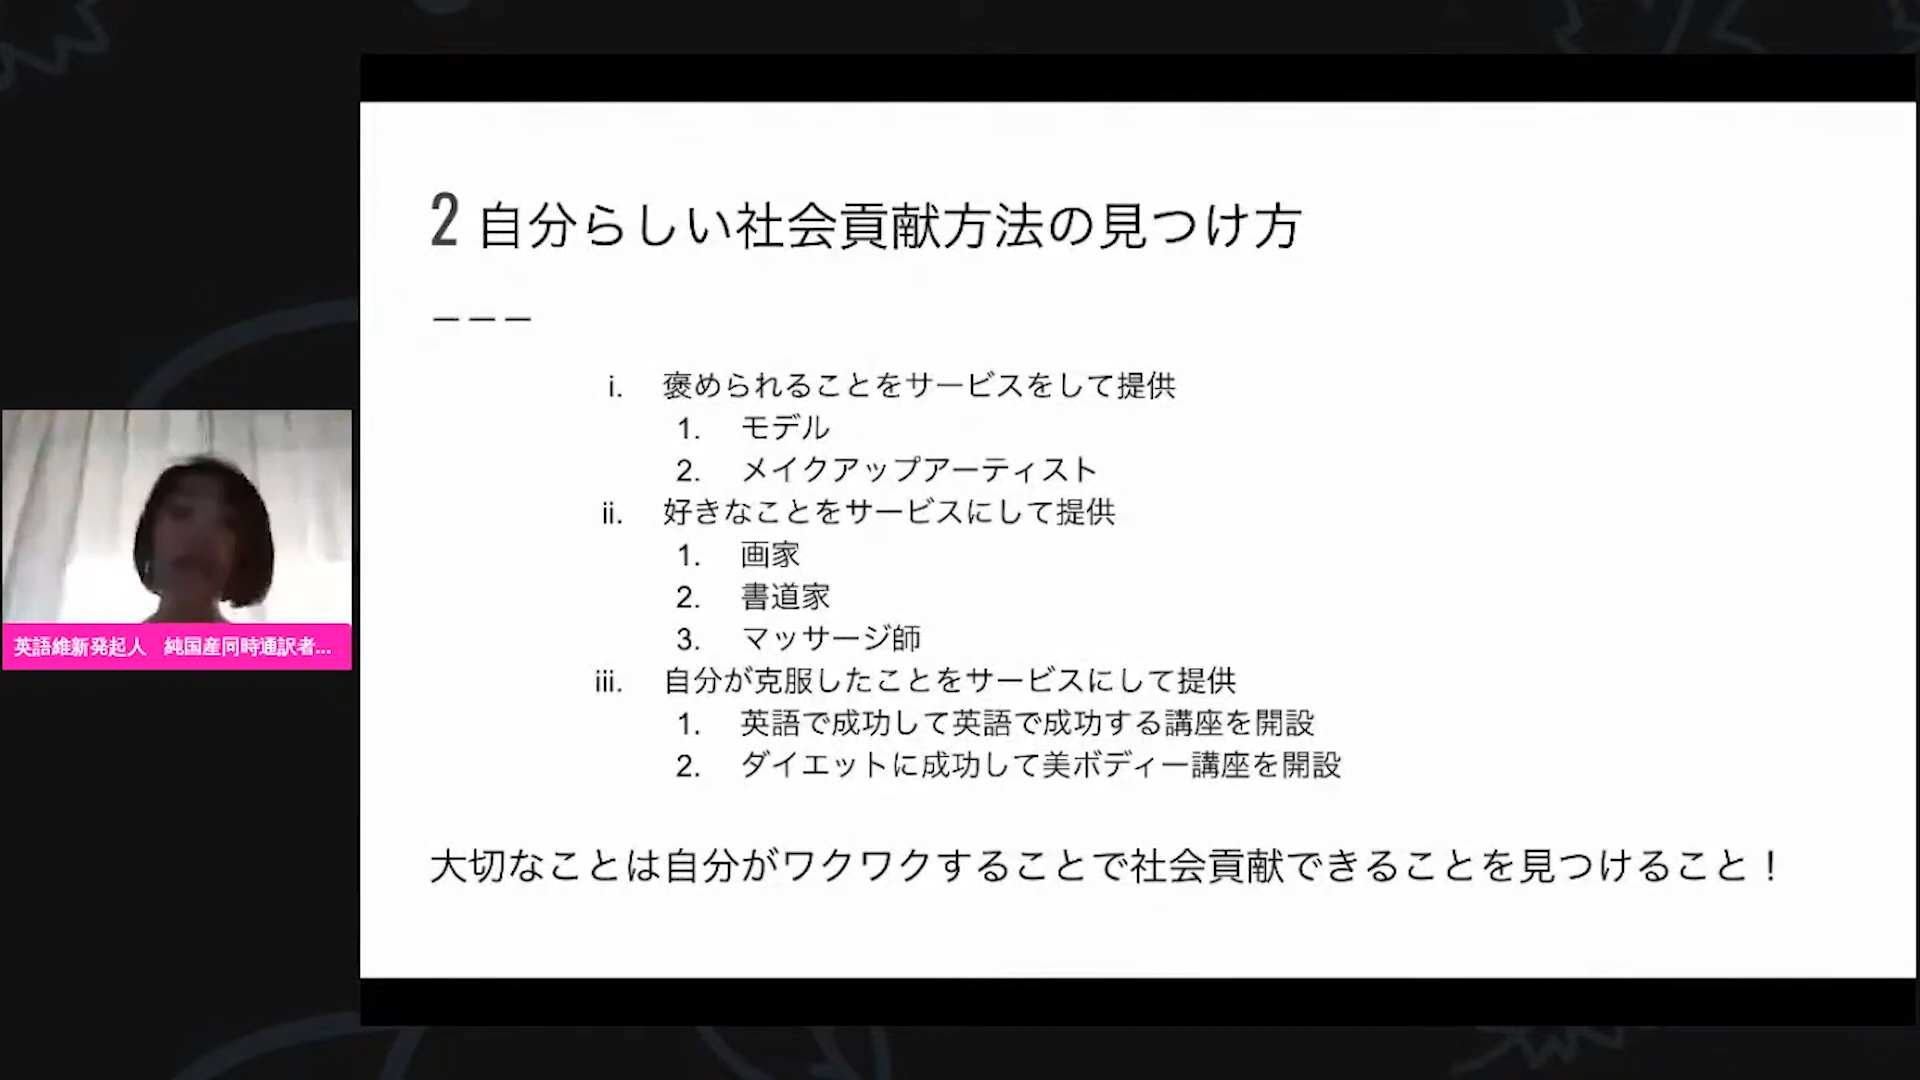 2 自分らしい社会貢献方法の見つけ方
i. 褒められることをサービスをして提供
1. モデル
2. メイクアップアーティスト
ii. 好きなことをサービスにして提供
1. 画家
2. 書道家
3. マッサージ師
iii. 自分が克服したことをサービスにして提供
1. 英語で成功して英語で成功する講座を開設
2. ダイエットに成功して美ボディー講座を開設
大切なことは自分がワクワクすることで社会貢献できることを見つけること！
英語維新発起人　純国産同時通訳者...